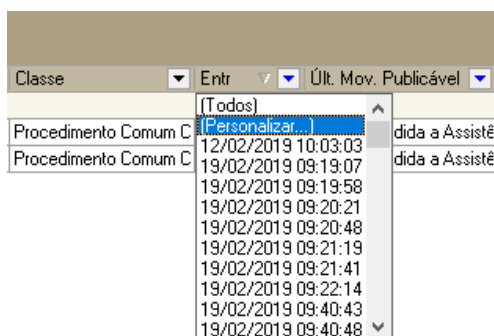 Classe Entr Últ. Mov. Publicável
(Todos)
(Personalizar...)
Procedimento Comum C dida a Assistê
12/02/2019 10:03:03
Procedimento Comum C dida a Assistê
19/02/2019 09:19:07
19/02/2019 09:19:58
19/02/2019 09:20:21
19/02/2019 09:20:48
19/02/2019 09:21:19
19/02/2019 09:21:41
19/02/2019 09:22:14
19/02/2019 09:40:43
19/02/2019 09:40:48